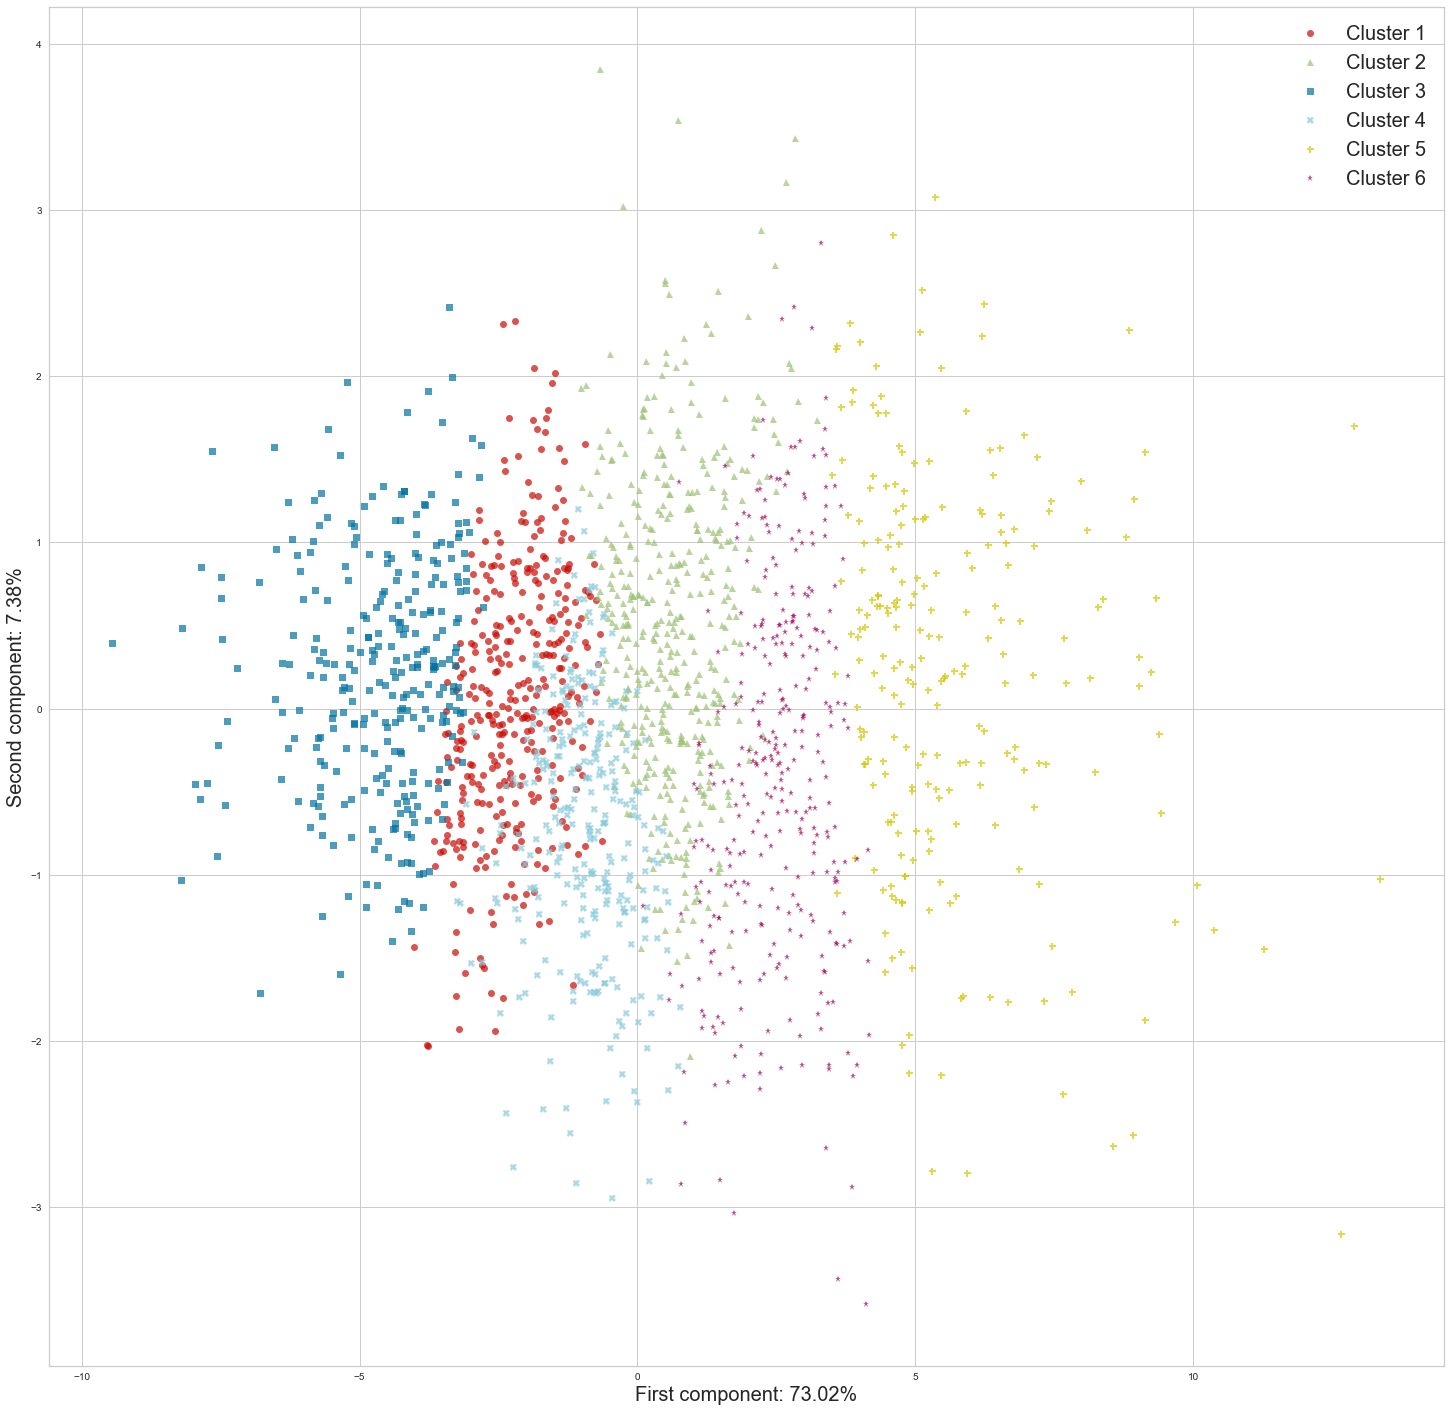 Cluster 1
Cluster 2
Cluster 3
Cluster 4
Cluster 5
Cluster 6
4
3
2
1
0
−1
−2
−3
Second component: 7.38%
−10
−5
0
5
10
First component: 73.02%